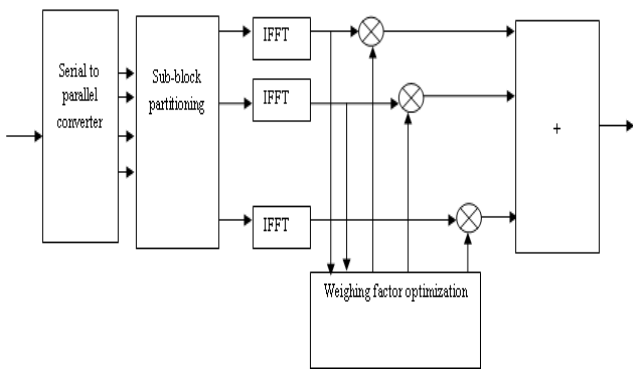 Serial to
parallel
converter
Sub-block
partitioning
IFFT
IFFT
IFFT
+
Weighing factor optimization